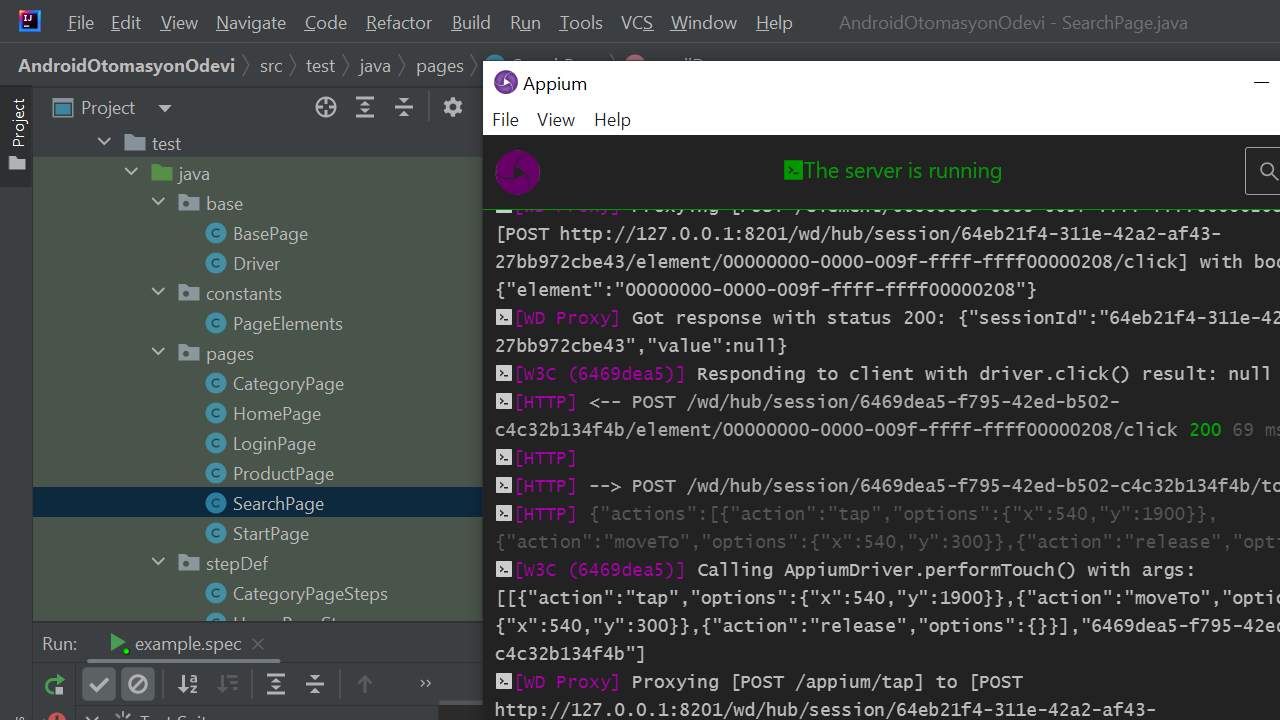 File Edit View Navigate Code Refactor Build Run Tools VCS Window Help AndroidOtomasyonOdevi - SearchPage.java
AndroidOtomasyonOdevi src test java pages
Project
Project
test
java
base
BasePage
Driver
constants
PageElements
pages
CategoryPage
HomePage
LoginPage
ProductPage
SearchPage
StartPage
stepDef
CategoryPageSteps
Run: example.spec
Appium
File View Help
The server is running
[WD Proxy] Proxying [POST
[POST http://127.0.0.1:8201/wd/hub/session/64eb21f4-311e-42a2-af43-
27bb972cbe43/element/00000000-0000-009f-ffff-ffff00000208/click] with
{"element":"00000000-0000-009f-ffff-ffff00000208"}
[WD Proxy] Got response with status 200: {"sessionId":"64eb21f4-311e-42
27bb972cbe43","value":null}
[W3C (6469dea5)] Responding to client with driver.click() result: null
[HTTP] <-- POST /wd/hub/session/6469dea5-f795-42ed-b502-
c4c32b134f4b/element/00000000-0000-009f-ffff-ffff00000208/click 200 69 ms
[HTTP]
[HTTP] --> POST /wd/hub/session/6469dea5-f795-42ed-b502-c4c32b134f4b/to
[HTTP] {"actions":[{"action":"tap","options":{"x":540,"y":1900}},
{"action":"moveTo","options":{"x":540,"y":300}},{"action":"release","opti
[W3C (6469dea5)] Calling AppiumDriver.performTouch() with args:
[[{"action":"tap","options":{"x":540,"y":1900}},{"action":"moveTo","optio
{"x":540,"y":300}},{"action":"release","options":{}}],"6469dea5-f795-42ed
c4c32b134f4b"]
[WD Proxy] Proxying [POST /appium/tap] to [POST
http://127.0.0.1:8201/wd/hub/session/64eb21f4-311e-42a2-af43-